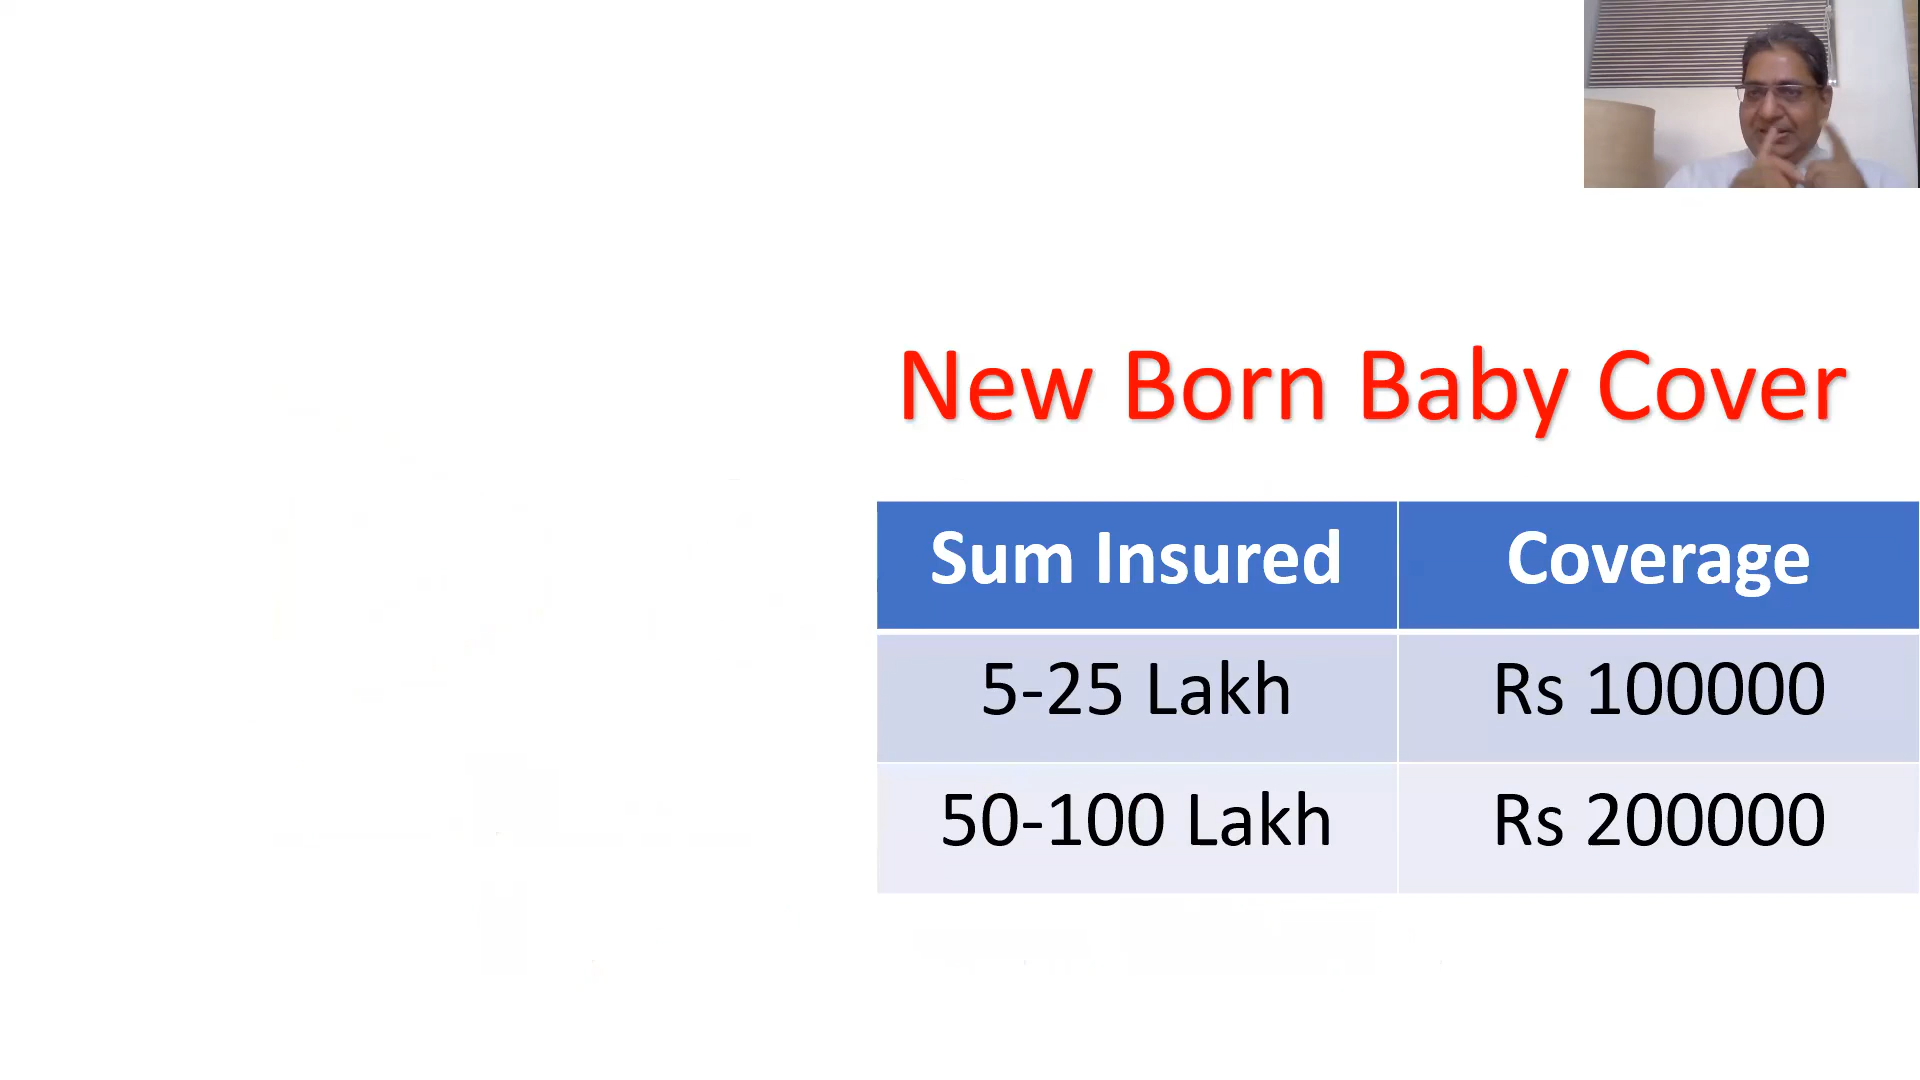 New Born Baby Cover
Sum Insured Coverage
5-25 Lakh Rs 100000
50-100 Lakh Rs 200000